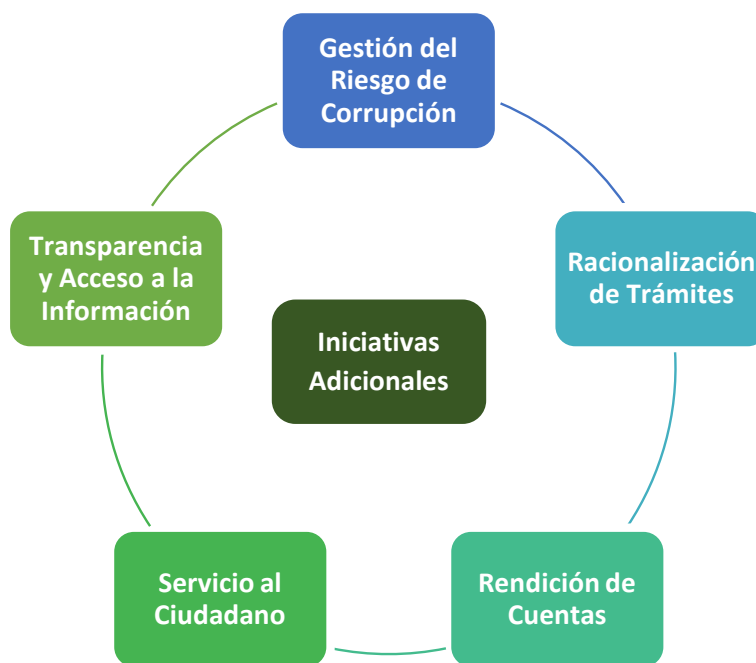 Gestión del
Riesgo de
Corrupción
Racionalización
de Trámites
Rendición de
Cuentas
Servicio al
Ciudadano
Transparencia
y Acceso a la
Información
Iniciativas
Adicionales